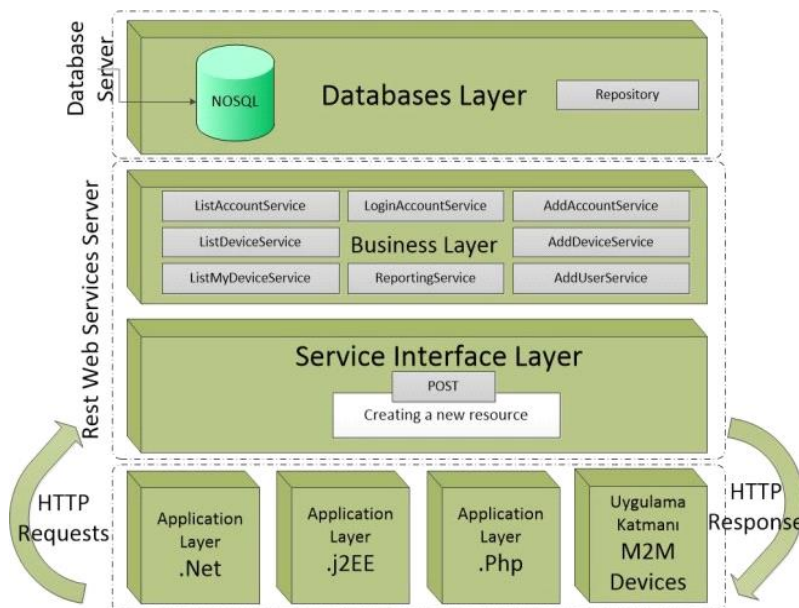 Database
Server
NOSQL
Databases Layer
Repository
Rest Web Services Server
ListAccountService
LoginAccountService
AddAccountService
ListDeviceService
Business Layer
AddDeviceService
ListMyDeviceService
ReportingService
AddUserService
Service Interface Layer
POST
Creating a new resource
HTTP
Requests
HTTP
Response
Application
Layer
.Net
Application
Layer
.j2EE
Application
Layer
.Php
Uygulama
Katmanı
M2M
Devices